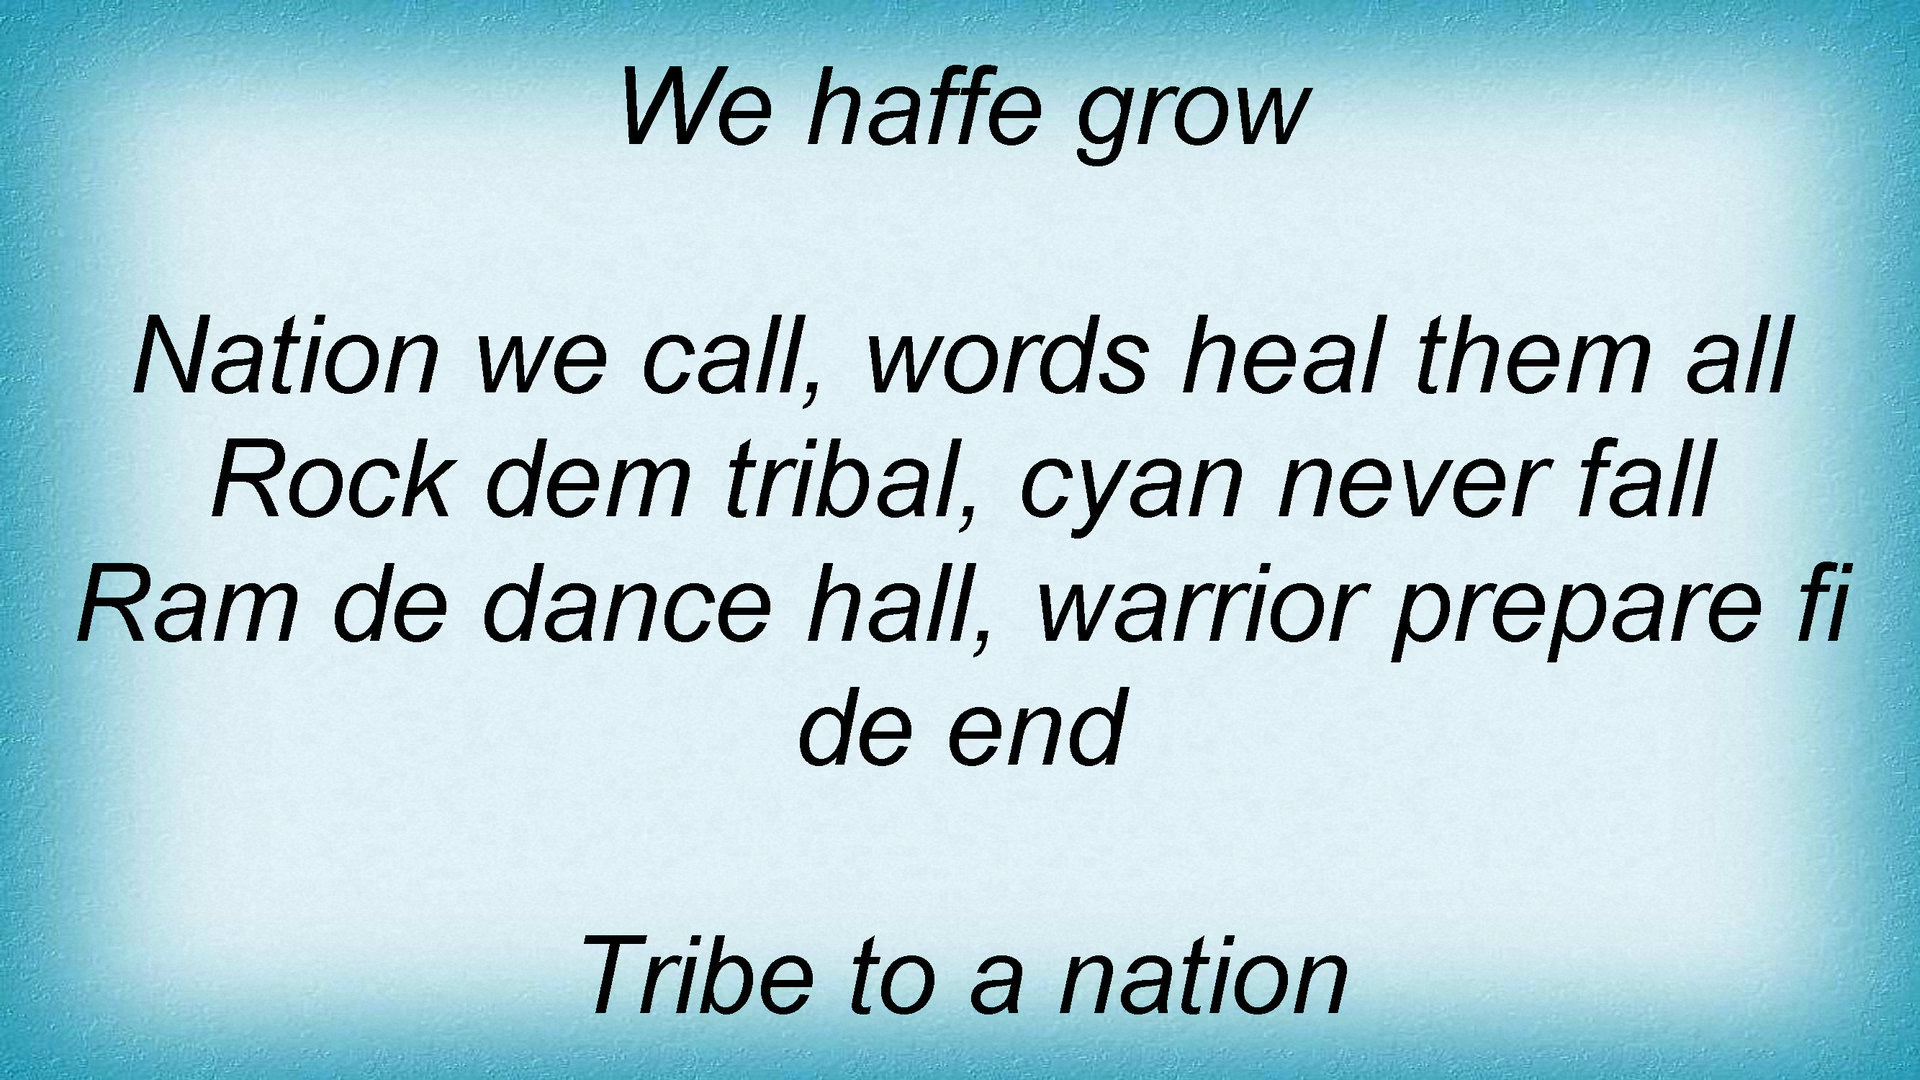 We haffe grow
Nation we call, words heal them all
Rock dem tribal, cyan never fall
Ram de dance hall, warrior prepare fi
de end
Tribe to a nation